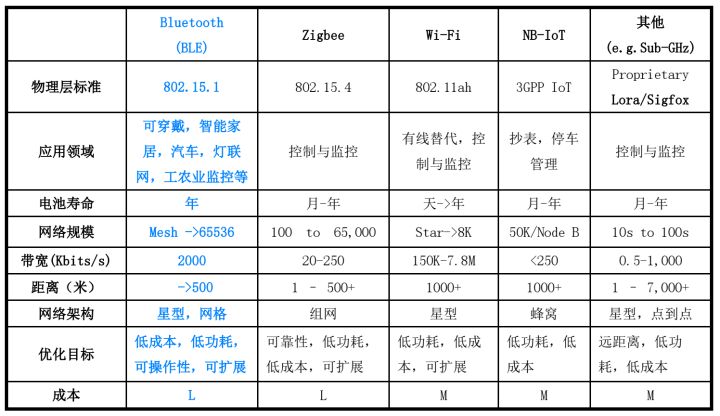 Bluetooth (BLE) Zigbee Wi-Fi NB-IoT 其他 (e.g.Sub-GHz)
物理层标准 802.15.1 802.15.4 802.11ah 3GPP IoT Proprietary Lora/Sigfox
应用领域 可穿戴，智能家居，汽车，灯联网，工农业监控等 控制与监控 有线替代，控制与监控 抄表，停车管理 控制与监控
电池寿命 年 月-年 天->年 月-年 月-年
网络规模 Mesh ->65536 100 to 65,000 Star->8K 50K/Node B 10s to 100s
带宽(Kbits/s) 2000 20-250 150K-7.8M <250 0.5-1,000
距离（米） ->500 1 – 500+ 1000+ 1000+ 1 – 7,000+
网络架构 星型，网格 组网 星型 蜂窝 星型，点到点
优化目标 低成本，低功耗，可操作性，可扩展 可靠性，低功耗，低成本，可扩展 低功耗，低成本，可扩展 低功耗，低成本 远距离，低功耗，低成本
成本 L L M M M